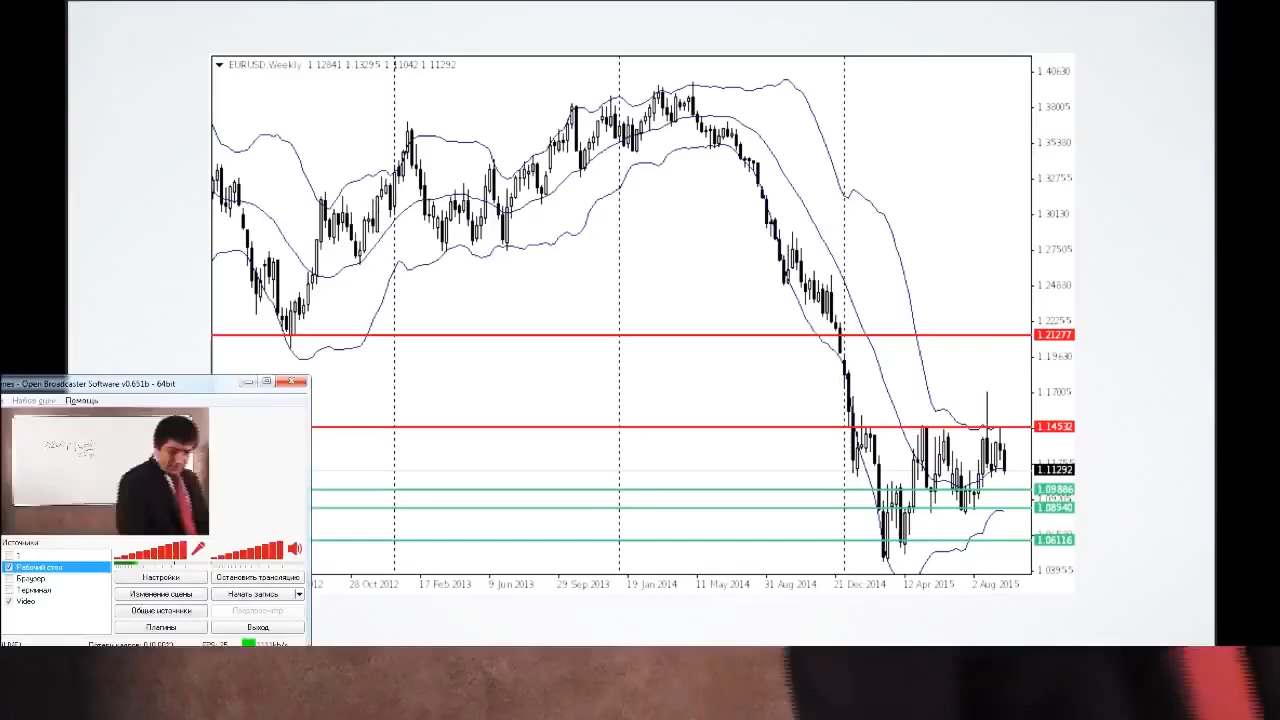 EURUSD,Weekly 1.12841 1.13295 1.11042 1.11292
1.40630
1.38005
1.35380
1.32755
1.30130
1.27505
1.24880
1.22255
1.21277
1.19630
1.17005
1.14532
1.11292
1.09886
1.08540
1.06116
1.03955
28 Oct 2012 17 Feb 2013 9 Jun 2013 29 Sep 2013 19 Jan 2014 11 May 2014 31 Aug 2014 21 Dec 2014 12 Apr 2015 2 Aug 2015
- Open Broadcaster Software v0.651b - 64bit
Набор сцен Помощь
Источники
1
Рабочий стол
Браузер
Терминал
Video
Настройки
Остановить трансляцию
Изменение сцены
Начать запись
Общие источники
Предпросмотр
Плагины
Выход